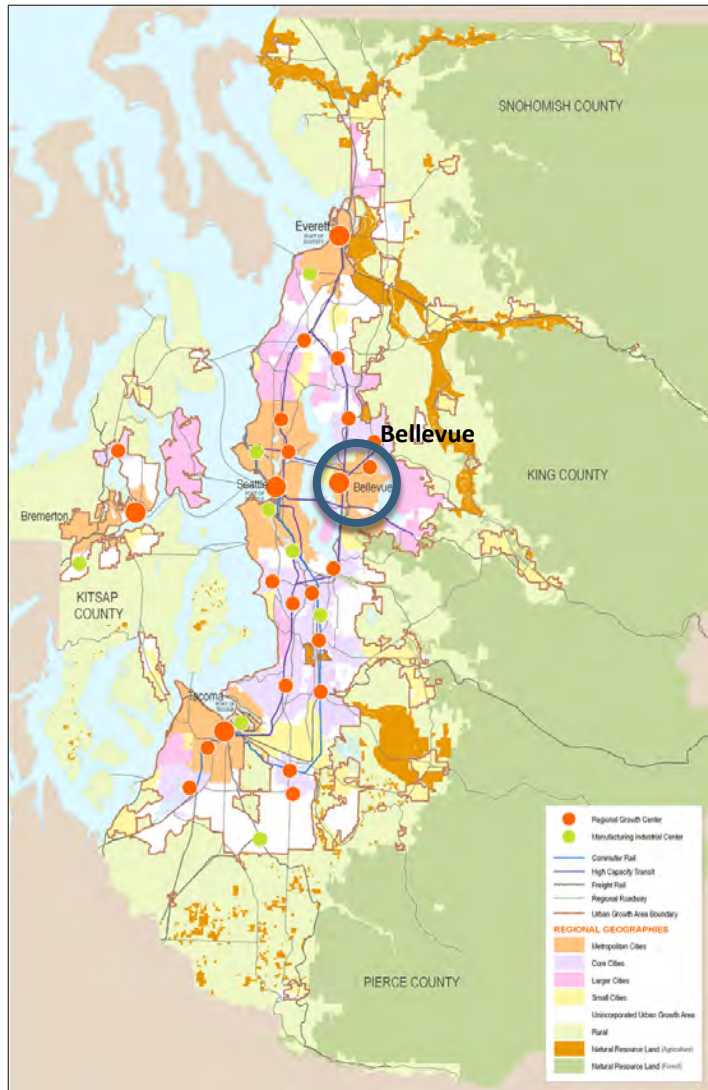 SNOHOMISH COUNTY
Everett
PORT OF
EVERETT
Bellevue
KING COUNTY
Seattle
PORT OF
SEATTLE
Bellevue
Bremerton
KITSAP
COUNTY
Tacoma
PORT OF
TACOMA
PIERCE COUNTY
Regional Growth Center
Manufacturing Industrial Center
Commuter Rail
High Capacity Transit
Freight Rail
Regional Roadway
Urban Growth Area Boundary
REGIONAL GEOGRAPHIES
Metropolitan Cities
Core Cities
Larger Cities
Small Cities
Unincorporated Urban Growth Area
Rural
Natural Resource Land (Agriculture)
Natural Resource Land (Forest)